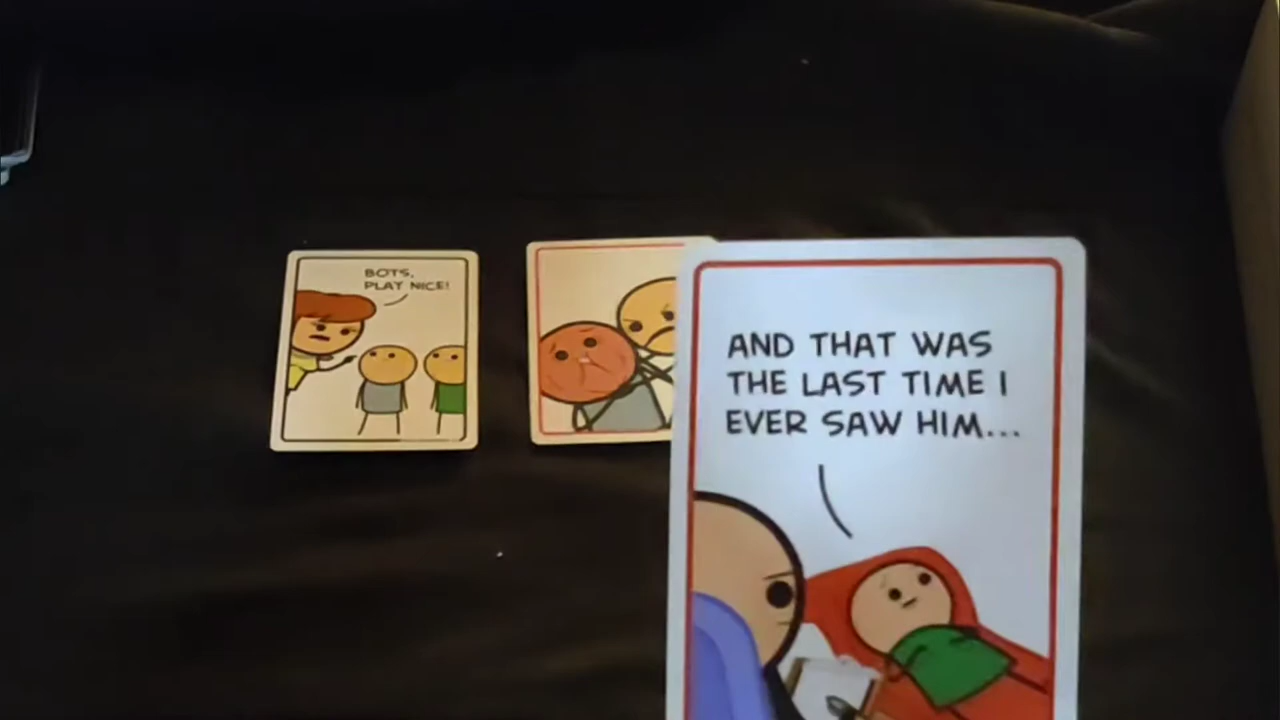 BOTS,
PLAY NICE!
AND THAT WAS
THE LAST TIME I
EVER SAW HIM...